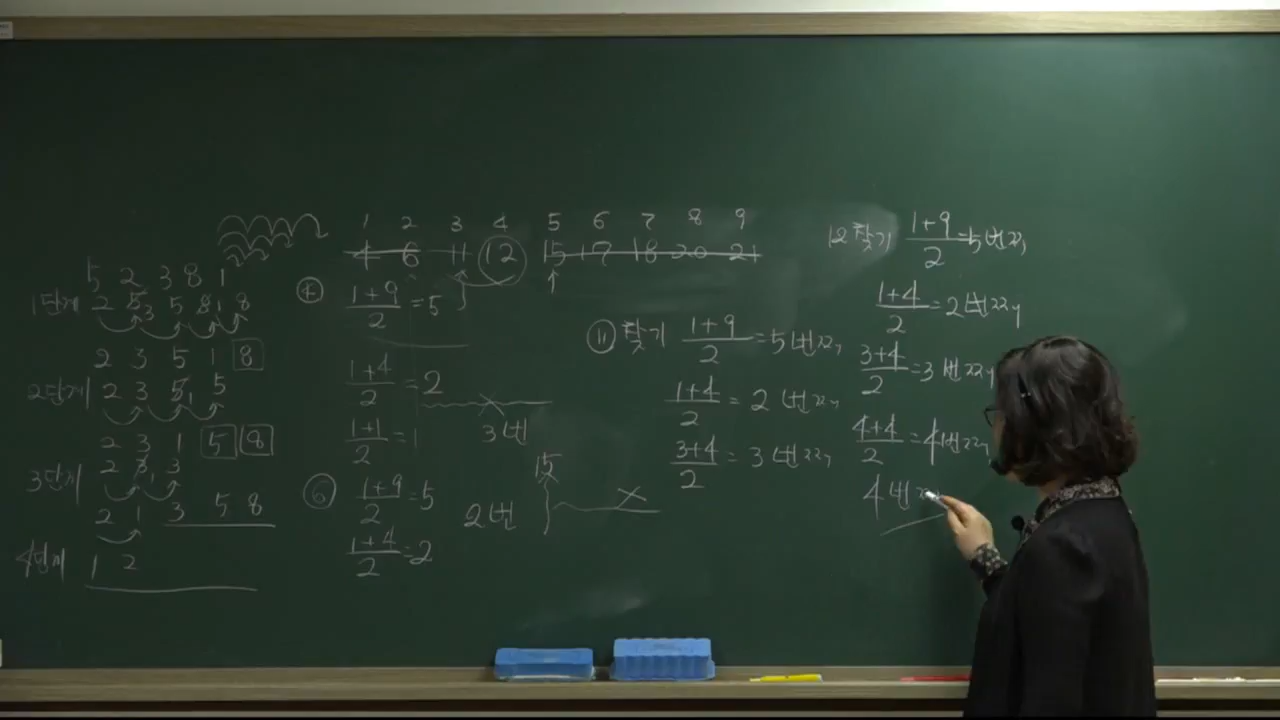 5 2 3 8 1
1단계 2 5 3 5 8 1 8
2 3 5 1 8
2단계 2 3 5 1 5
2 3 1 5 8
3단계 2 3 1 3
2 1 3 5 8
4단계 1 2
1 2 3 4 5 6 7 8 9
4 6 11 12 15 17 18 20 21
④ 1+9/2=5
1+4/2=2
1+1/2=1
3번
⑥ 1+9/2=5
2번
1+4/2=2
15
⑪ 찾기 1+9/2=5번째
1+4/2=2번째
3+4/2=3번째
12찾기 1+9/2=5번째
1+4/2=2번째
3+4/2=3번째
4+4/2=4번째
4번째